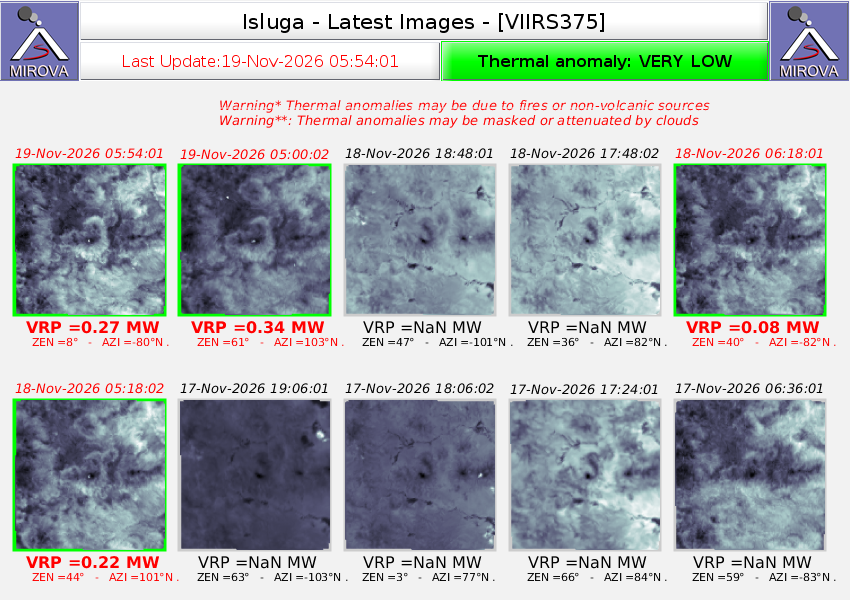 Isluga - Latest Images - [VIIRS375]
MIROVA
Last Update:19-Nov-2026 05:54:01
Thermal anomaly: VERY LOW
MIROVA
Warning* Thermal anomalies may be due to fires or non-volcanic sources
Warning**: Thermal anomalies may be masked or attenuated by clouds
19-Nov-2026 05:54:01
19-Nov-2026 05:00:02
18-Nov-2026 18:48:01
18-Nov-2026 17:48:02
18-Nov-2026 06:18:01
VRP =0.27 MW
VRP =0.34 MW
VRP =NaN MW
VRP =NaN MW
VRP =0.08 MW
ZEN =8° - AZI =-80°N .
ZEN =61° - AZI =103°N .
ZEN =47° - AZI =-101°N .
ZEN =36° - AZI =82°N .
ZEN =40° - AZI =-82°N .
18-Nov-2026 05:18:02
17-Nov-2026 19:06:01
17-Nov-2026 18:06:02
17-Nov-2026 17:24:01
17-Nov-2026 06:36:01
VRP =0.22 MW
VRP =NaN MW
VRP =NaN MW
VRP =NaN MW
VRP =NaN MW
ZEN =44° - AZI =101°N .
ZEN =63° - AZI =-103°N .
ZEN =3° - AZI =77°N .
ZEN =66° - AZI =84°N .
ZEN =59° - AZI =-83°N .